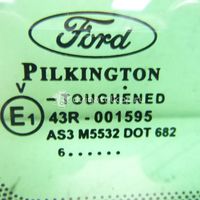 Ford
PILKINGTON
V
TOUGHENED
E1 43R - 001595
AS3 M5532 DOT 682
6......